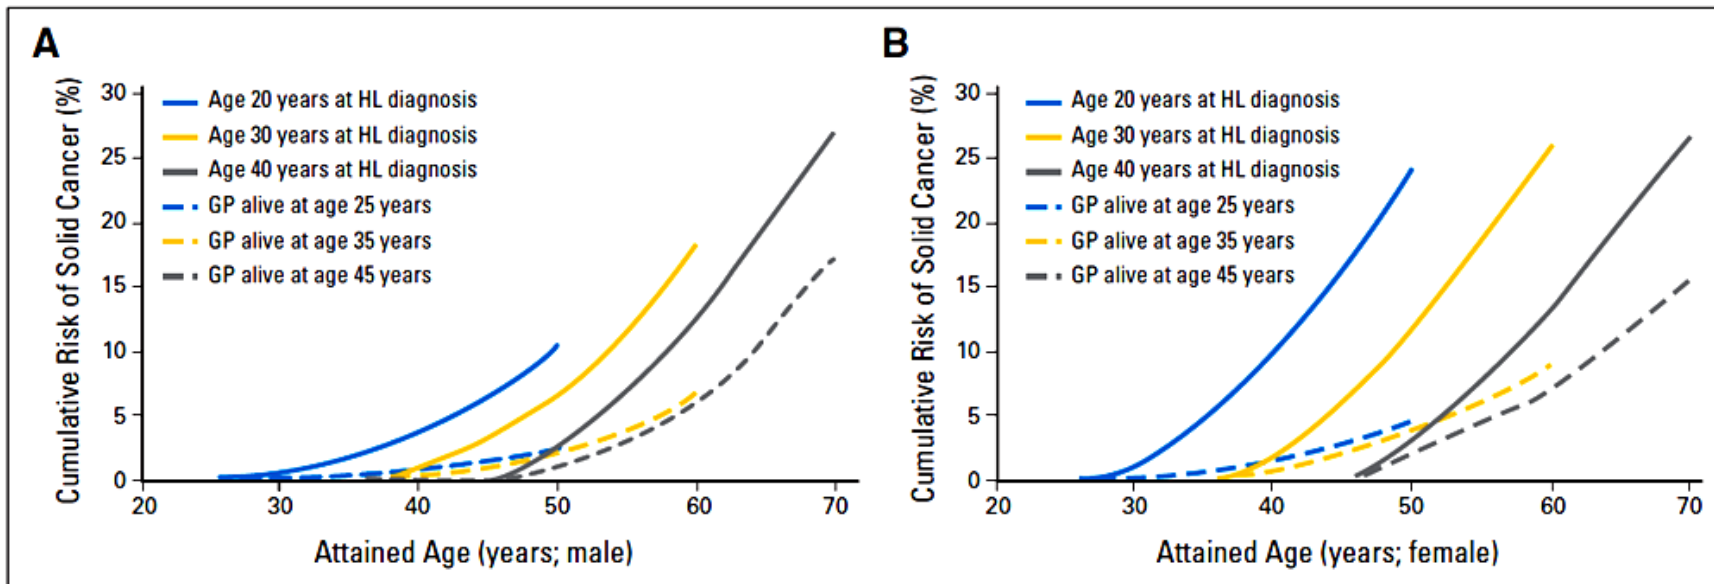 A
Cumulative Risk of Solid Cancer (%)
30
25
20
15
10
5
0
Age 20 years at HL diagnosis
Age 30 years at HL diagnosis
Age 40 years at HL diagnosis
GP alive at age 25 years
GP alive at age 35 years
GP alive at age 45 years
20 30 40 50 60 70
Attained Age (years; male)
B
Cumulative Risk of Solid Cancer (%)
30
25
20
15
10
5
0
Age 20 years at HL diagnosis
Age 30 years at HL diagnosis
Age 40 years at HL diagnosis
GP alive at age 25 years
GP alive at age 35 years
GP alive at age 45 years
20 30 40 50 60 70
Attained Age (years; female)